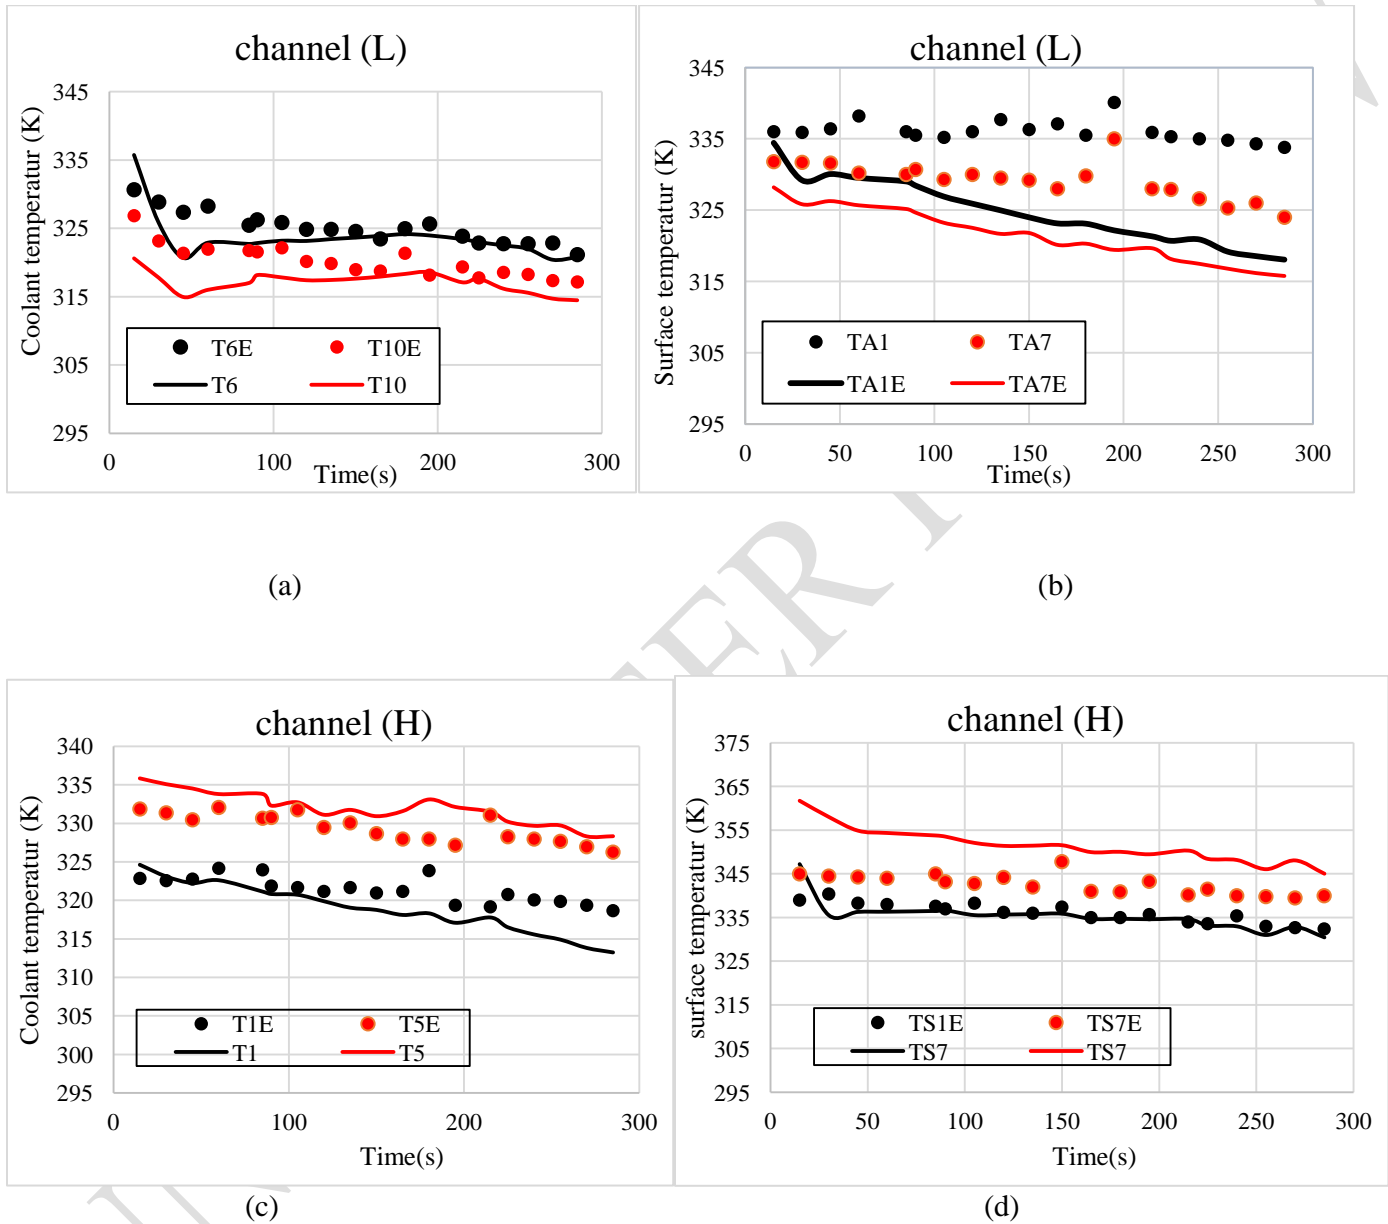 channel (L)
Coolant temperatur (K)
345
335
325
315
305
295
0
100
200
300
Time(s)
T6E
T10E
T6
T10
channel (L)
Surface temperatur (K)
345
335
325
315
305
295
0
50
100
150
200
250
300
Time(s)
TA1
TA7
TA1E
TA7E
(a)
(b)
channel (H)
Coolant temperatur (K)
340
335
330
325
320
315
310
305
300
295
0
100
200
300
Time(s)
T1E
T5E
T1
T5
channel (H)
surface temperatur (K)
375
365
355
345
335
325
315
305
295
0
50
100
150
200
250
300
Time(s)
TS1E
TS7E
TS7
TS7
(c)
(d)